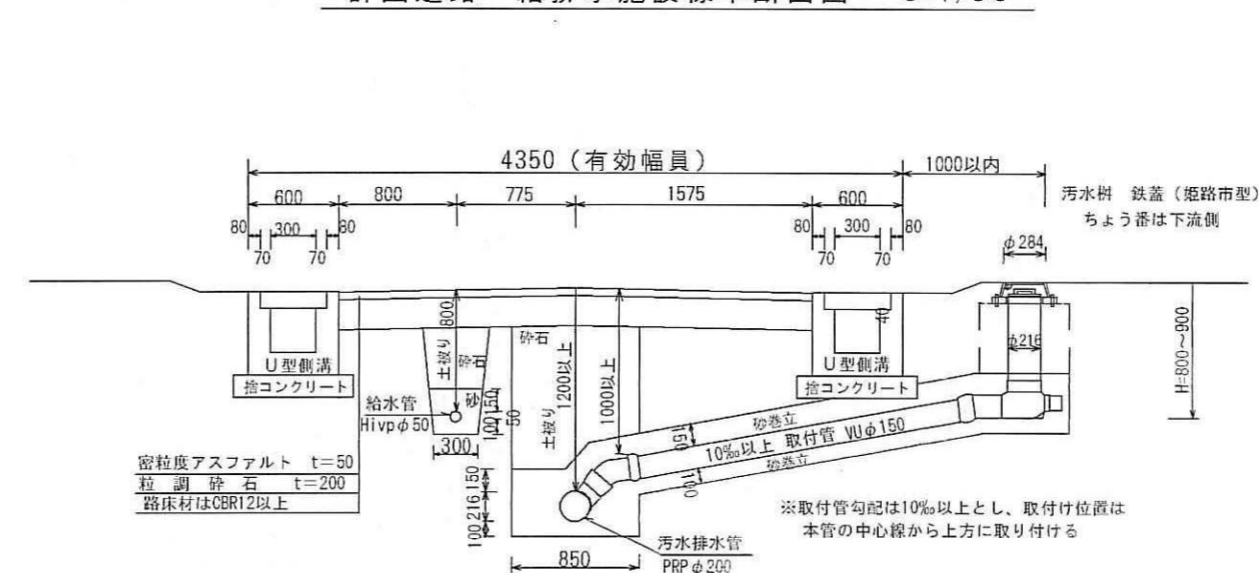 4350（有効幅員）
1000以内
600
800
775
1575
600
汚水桝 鉄蓋（姫路市型）
ちょう番は下流側
80
300
80
70
70
80
300
80
70
70
φ284
800
砕石
40
φ216
H=800~900
土被り
砕石
1200以上
1000以上
U型側溝
捨コンクリート
U型側溝
捨コンクリート
砂
150
50
100
給水管
Hivpφ50
300
土被り
砂巻立
150
10‰以上 取付管 VUφ150
砂巻立
100
密粒度アスファルト t=50
粒調砕石 t=200
路床材はCBR12以上
150
216
100
※取付管勾配は10‰以上とし、取付け位置は
本管の中心線から上方に取り付ける
汚水排水管
PRPφ200
850